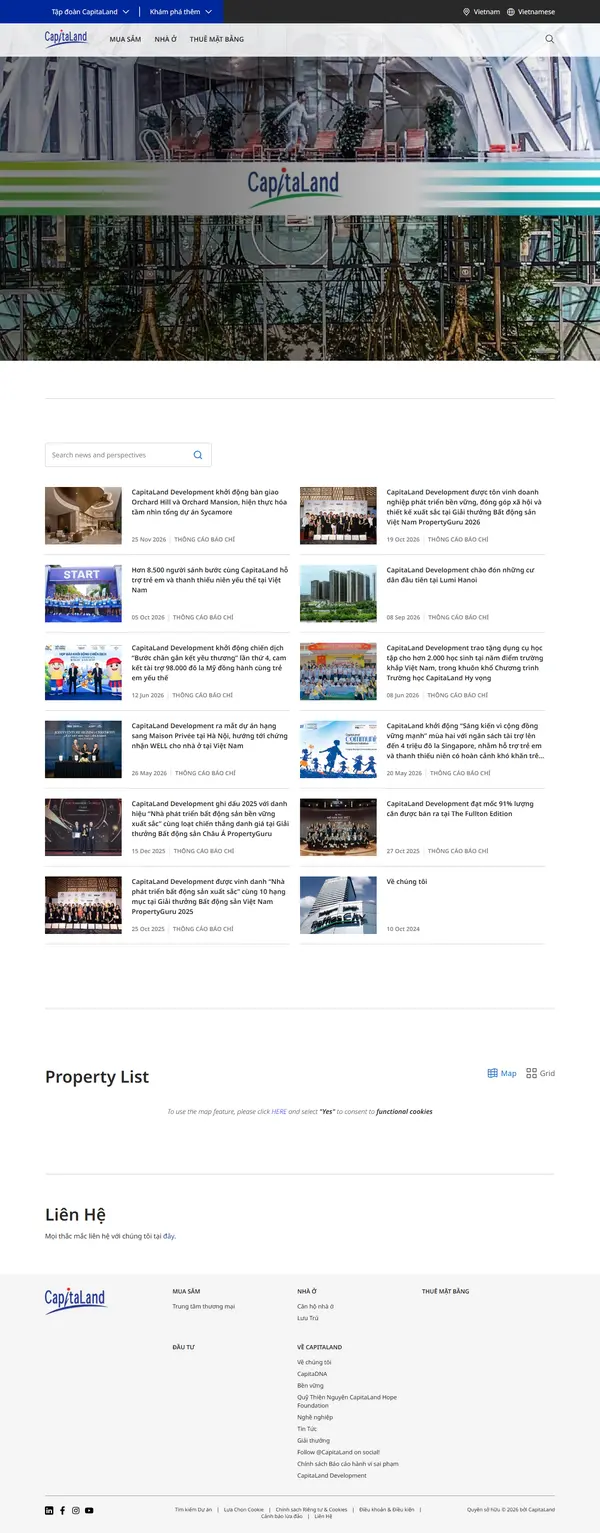 Tập đoàn CapitaLand
Khám phá thêm
Vietnam
Vietnamese
CapitaLand
MUA SẮM
NHÀ Ở
THUÊ MẶT BẰNG
CapitaLand
Search news and perspectives
CapitaLand Development khởi động bàn giao
Orchard Hill và Orchard Mansion, hiện thực hóa
tầm nhìn tổng dự án Sycamore
25 Nov 2026 | THÔNG CÁO BÁO CHÍ
CapitaLand Development được tôn vinh doanh
nghiệp phát triển bền vững, đóng góp xã hội và
thiết kế xuất sắc tại Giải thưởng Bất động sản
Việt Nam PropertyGuru 2026
19 Oct 2026 | THÔNG CÁO BÁO CHÍ
START
Hơn 8.500 người sánh bước cùng CapitaLand hỗ
trợ trẻ em và thanh thiếu niên yếu thế tại Việt
Nam
05 Oct 2026 | THÔNG CÁO BÁO CHÍ
CapitaLand Development chào đón những cư
dân đầu tiên tại Lumi Hanoi
08 Sep 2026 | THÔNG CÁO BÁO CHÍ
CapitaLand Development khởi động chiến dịch
“Bước chân gắn kết yêu thương” lần thứ 4, cam
kết tài trợ 98.000 đô la Mỹ đồng hành cùng trẻ
em yếu thế
12 Jun 2026 | THÔNG CÁO BÁO CHÍ
CapitaLand Development trao tặng dụng cụ học
tập cho hơn 2.000 học sinh tại năm điểm trường
khắp Việt Nam, trong khuôn khổ Chương trình
Trường học CapitaLand Hy vọng
08 Jun 2026 | THÔNG CÁO BÁO CHÍ
CapitaLand Development ra mắt dự án hạng
sang Maison Privée tại Hà Nội, hướng tới chứng
nhận WELL cho nhà ở tại Việt Nam
26 May 2026 | THÔNG CÁO BÁO CHÍ
CapitaLand khởi động “Sáng kiến vì cộng đồng
vững mạnh” mùa hai với ngân sách tài trợ lên
đến 4 triệu đô la Singapore, nhằm hỗ trợ trẻ em
và thanh thiếu niên có hoàn cảnh khó khăn trê...
20 May 2026 | THÔNG CÁO BÁO CHÍ
CapitaLand Development ghi dấu 2025 với danh
hiệu “Nhà phát triển bất động sản bền vững
xuất sắc” cùng loạt chiến thắng danh giá tại Giải
thưởng Bất động sản Châu Á PropertyGuru
15 Dec 2025 | THÔNG CÁO BÁO CHÍ
CapitaLand Development đạt mốc 91% lượng
căn được bán ra tại The Fullton Edition
27 Oct 2025 | THÔNG CÁO BÁO CHÍ
CapitaLand Development được vinh danh “Nhà
phát triển bất động sản xuất sắc” cùng 10 hạng
mục tại Giải thưởng Bất động sản Việt Nam
PropertyGuru 2025
25 Oct 2025 | THÔNG CÁO BÁO CHÍ
Về chúng tôi
10 Oct 2024
Property List
Map
Grid
To use the map feature, please click HERE and select "Yes" to consent to functional cookies
Liên Hệ
Mọi thắc mắc liên hệ với chúng tôi tại đây.
CapitaLand
MUA SẮM
Trung tâm thương mại
NHÀ Ở
Căn hộ nhà ở
Lưu Trú
THUÊ MẶT BẰNG
ĐẦU TƯ
VỀ CAPITALAND
Về chúng tôi
CapitaDNA
Bền vững
Quỹ Thiện Nguyện CapitaLand Hope
Foundation
Nghề nghiệp
Tin Tức
Giải thưởng
Follow @CapitaLand on social!
Chính sách Báo cáo hành vi sai phạm
CapitaLand Development
Tìm kiếm Dự án | Lựa Chọn Cookie | Chính sách Riêng tư & Cookies | Điều khoản & Điều kiện |
Cảnh báo lừa đảo | Liên Hệ
Quyền sở hữu © 2026 bởi CapitaLand